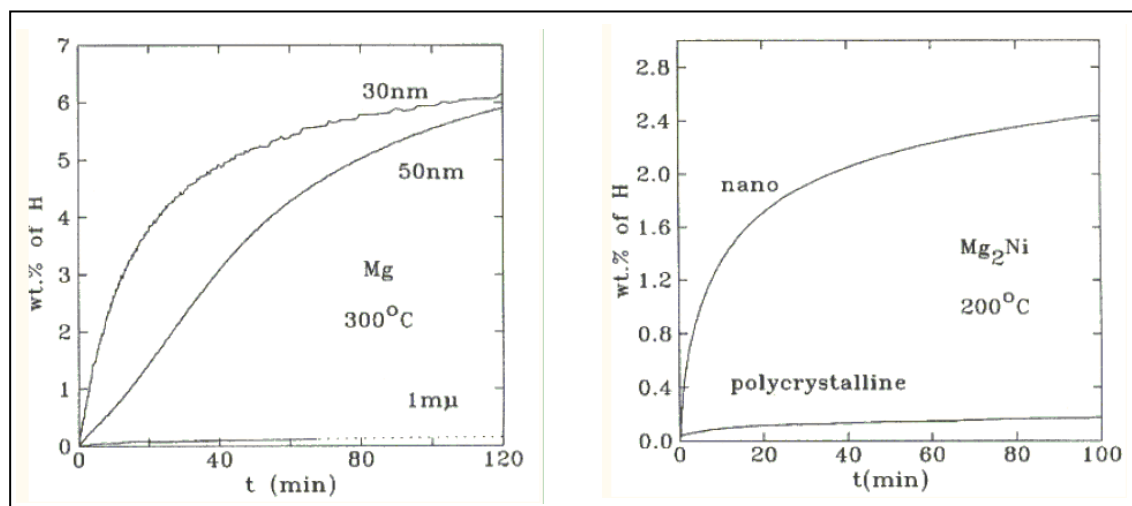 7
6
5
4
3
2
1
0
wt.% of H
30nm
50nm
Mg
300°C
1mμ
0
40
80
120
t (min)
2.8
2.4
2.0
1.6
1.2
0.8
0.4
0.0
wt.% of H
nano
Mg₂Ni
200°C
polycrystalline
0
20
40
60
80
100
t(min)